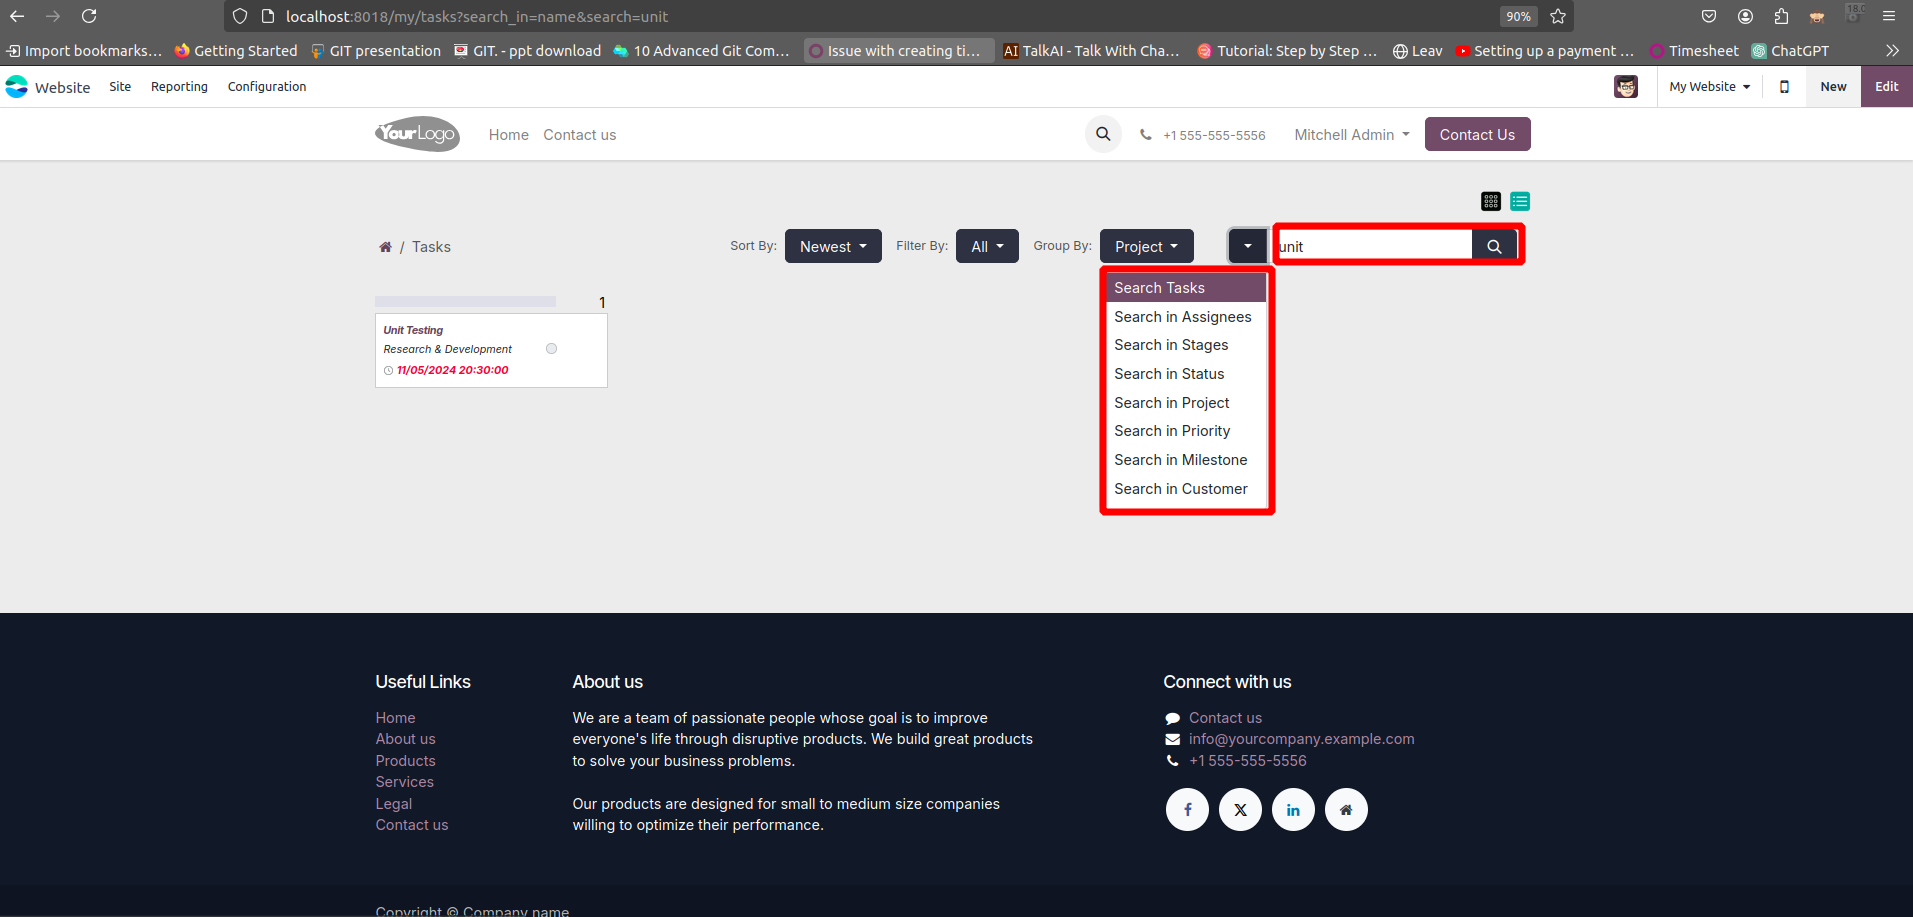 localhost:8018/my/tasks?search_in=name&search=unit
90%
18.0
Import bookmarks... Getting Started GIT presentation GIT. - ppt download 10 Advanced Git Com... Issue with creating ti... AI TalkAI - Talk With Cha... Tutorial: Step by Step ... Leav Setting up a payment ... Timesheet ChatGPT
Website Site Reporting Configuration My Website New Edit
YourLogo Home Contact us +1 555-555-5556 Mitchell Admin Contact Us
/ Tasks Sort By: Newest Filter By: All Group By: Project unit
Search Tasks
Search in Assignees
Search in Stages
Search in Status
Search in Project
Search in Priority
Search in Milestone
Search in Customer
1
Unit Testing
Research & Development
11/05/2024 20:30:00
Useful Links
Home
About us
Products
Services
Legal
Contact us
About us
We are a team of passionate people whose goal is to improve
everyone's life through disruptive products. We build great products
to solve your business problems.
Our products are designed for small to medium size companies
willing to optimize their performance.
Connect with us
Contact us
info@yourcompany.example.com
+1 555-555-5556
Copyright © Company name